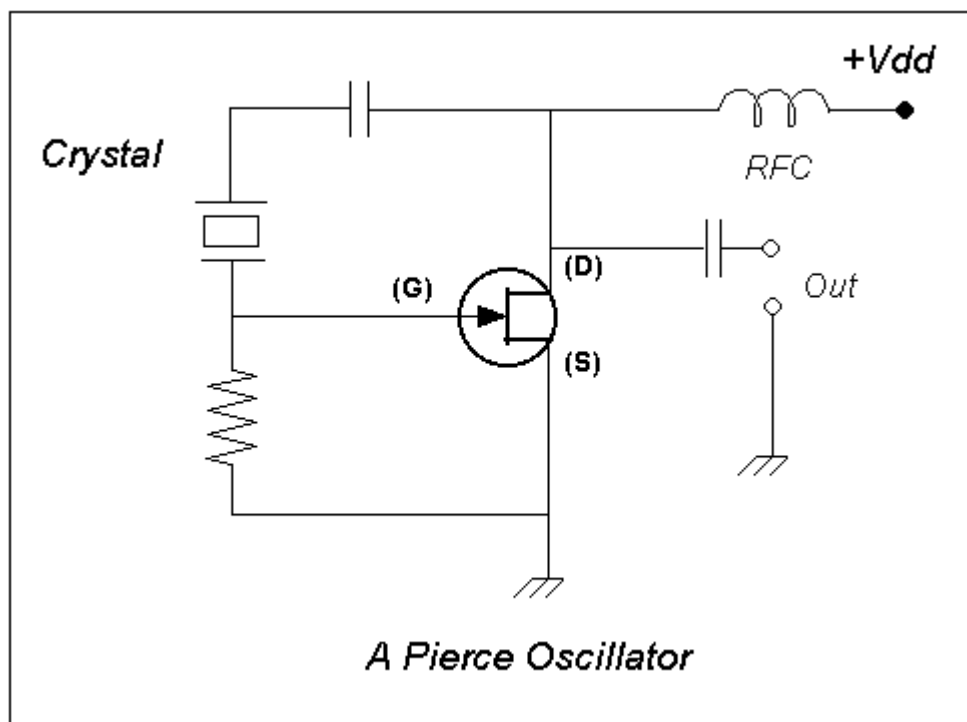 +Vdd
Crystal
RFC
(D)
(G)
Out
(S)
A Pierce Oscillator